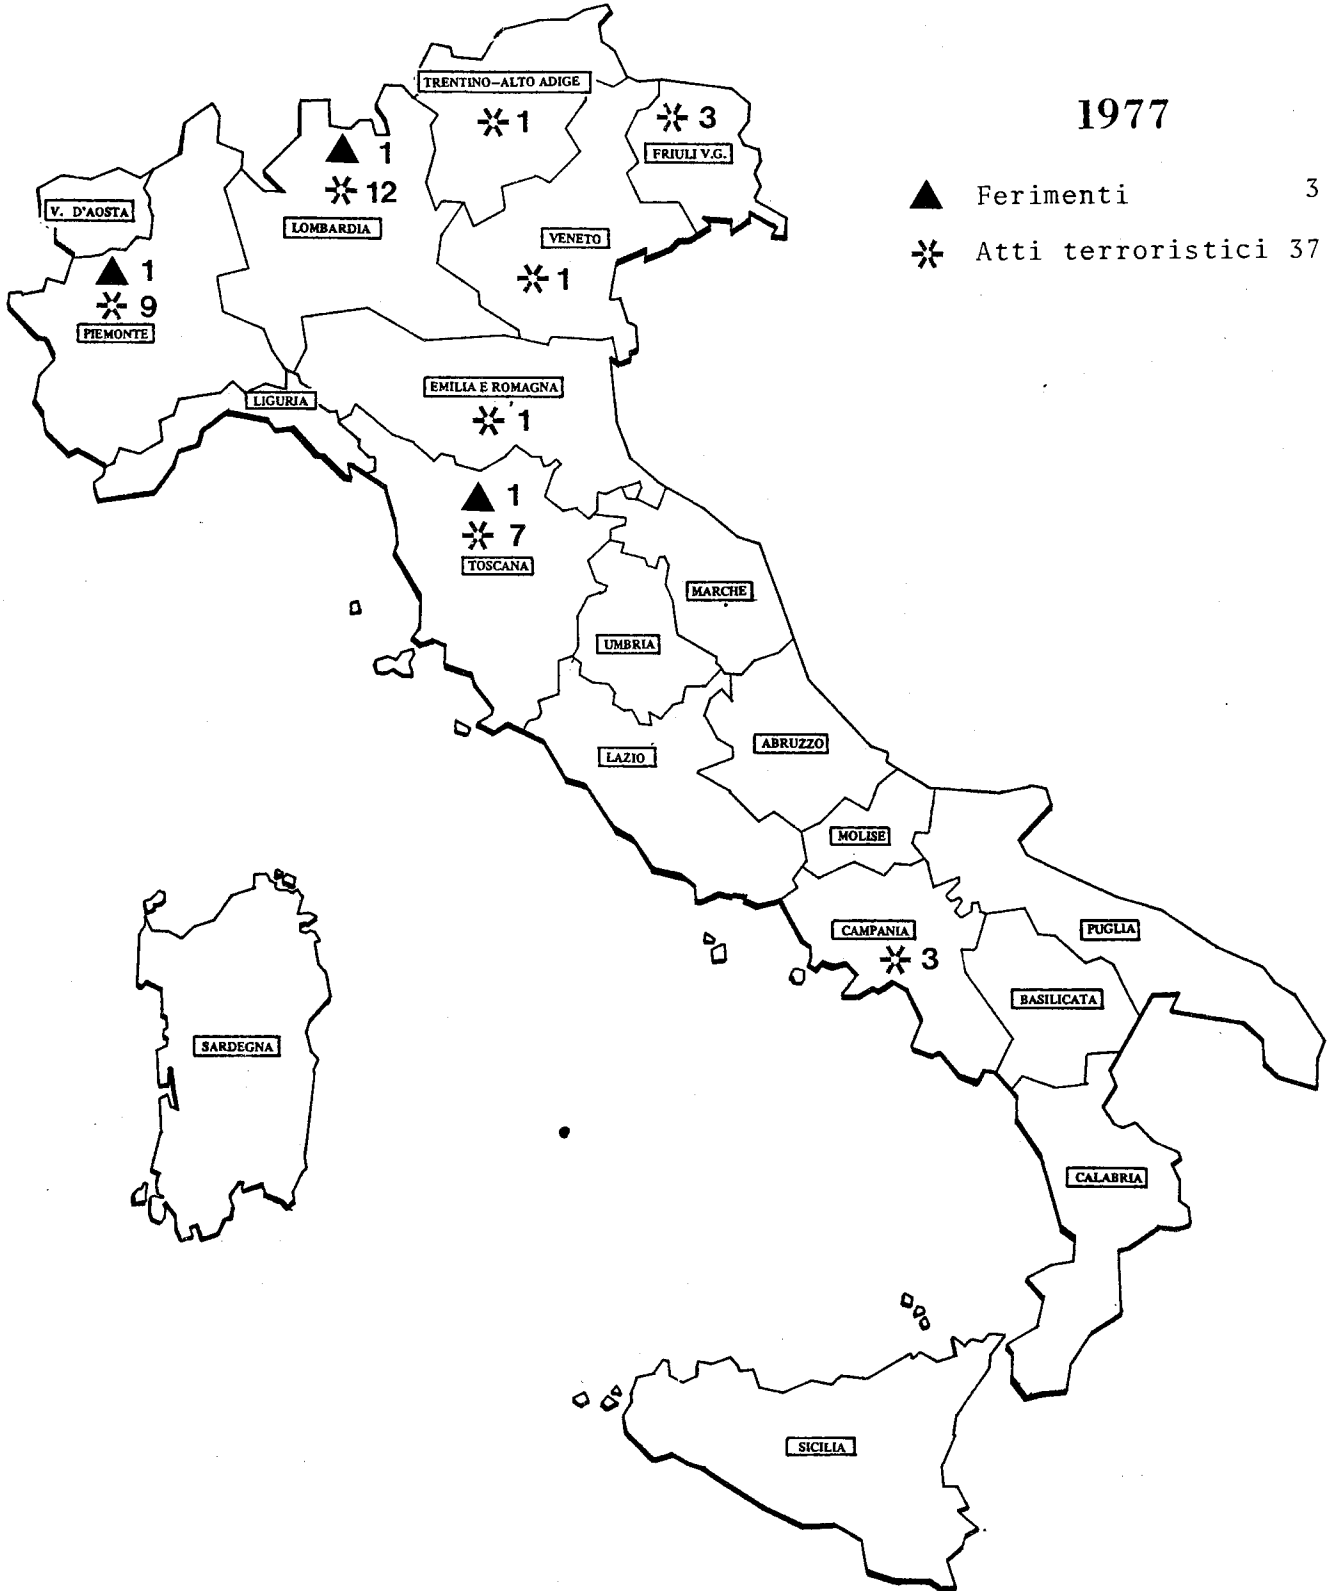 1977
Ferimenti 3
Atti terroristici 37
TRENTINO-ALTO ADIGE
1
3
FRIULI V.G.
1
12
LOMBARDIA
V. D'AOSTA
VENETO
1
1
9
PIEMONTE
EMILIA E ROMAGNA
1
LIGURIA
1
7
TOSCANA
MARCHE
UMBRIA
LAZIO
ABRUZZO
MOLISE
CAMPANIA
3
PUGLIA
BASILICATA
SARDEGNA
CALABRIA
SICILIA